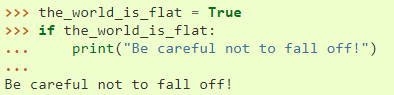 >>> the_world_is_flat = True
>>> if the_world_is_flat:
...     print("Be careful not to fall off!")
...
Be careful not to fall off!